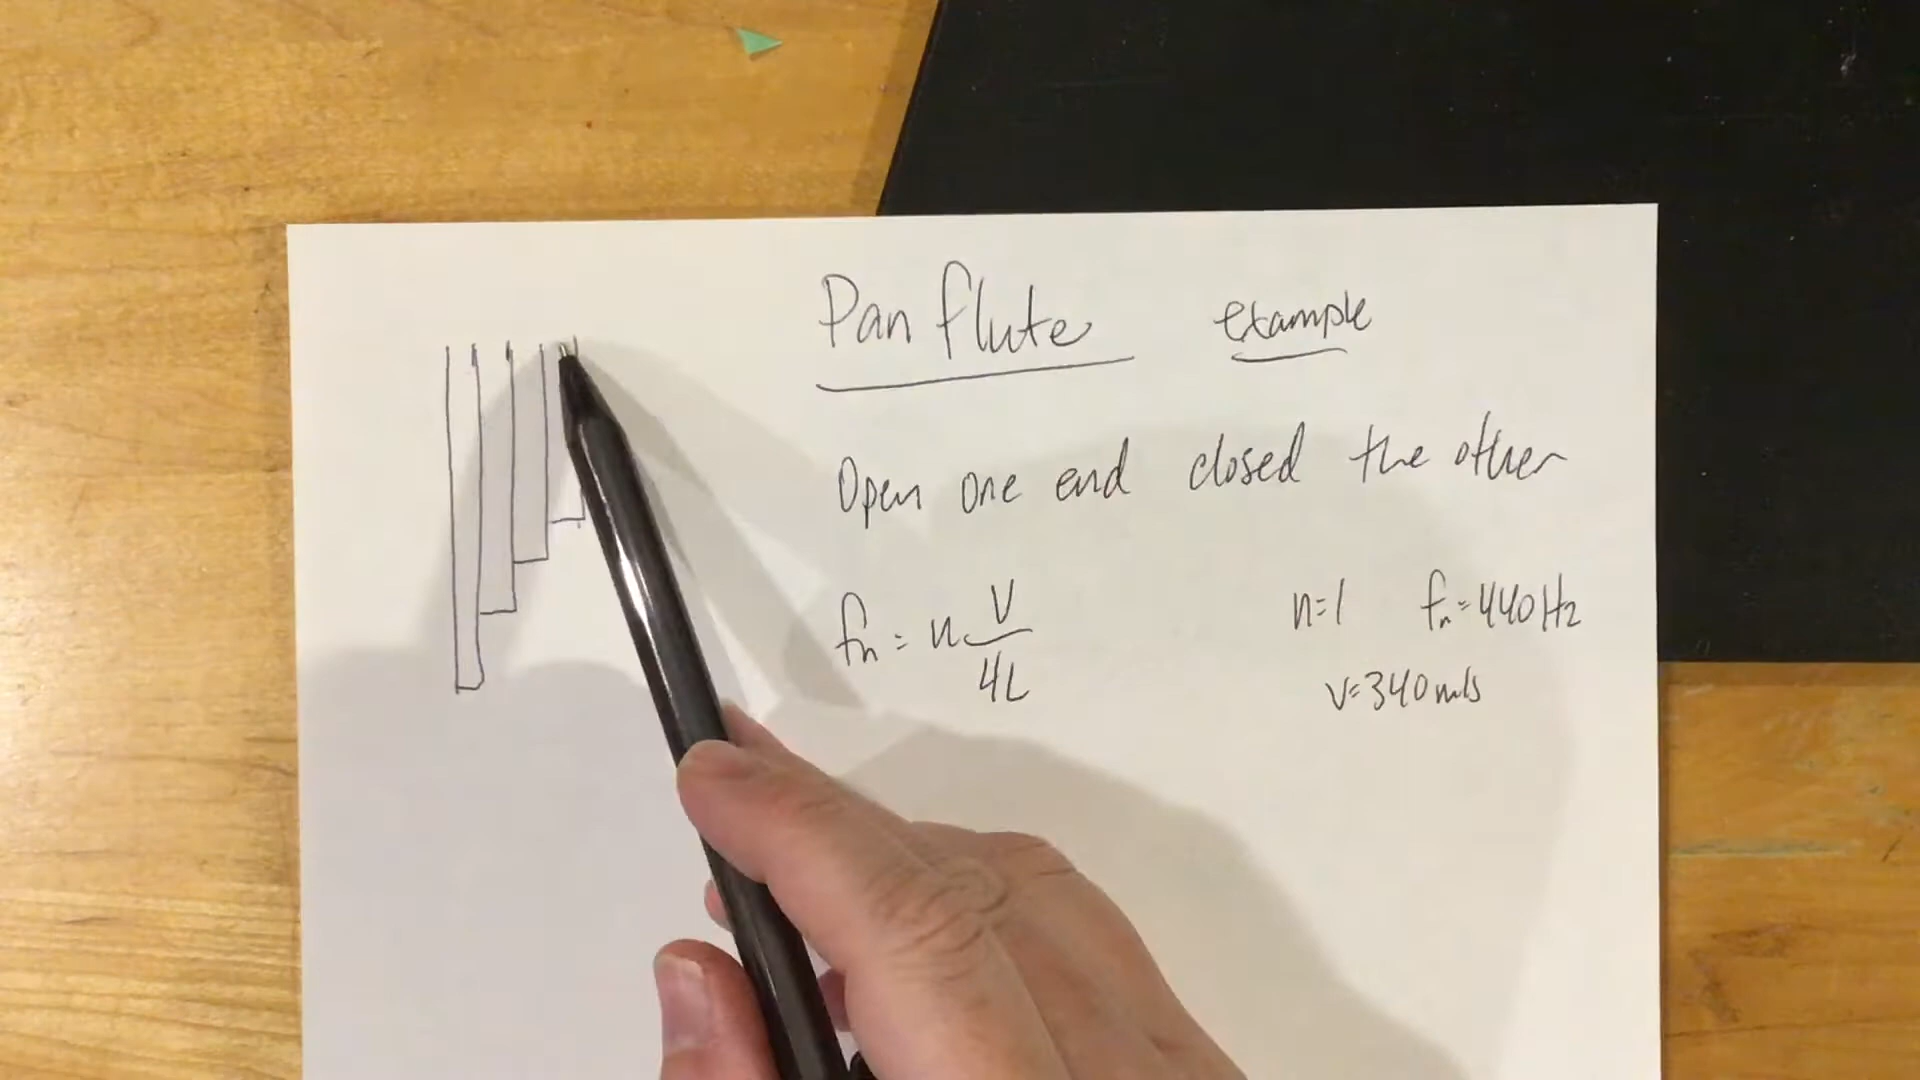 Pan flute example
Open one end closed the other
fn = n V/4L n=1 fn=440Hz
V=340m/s